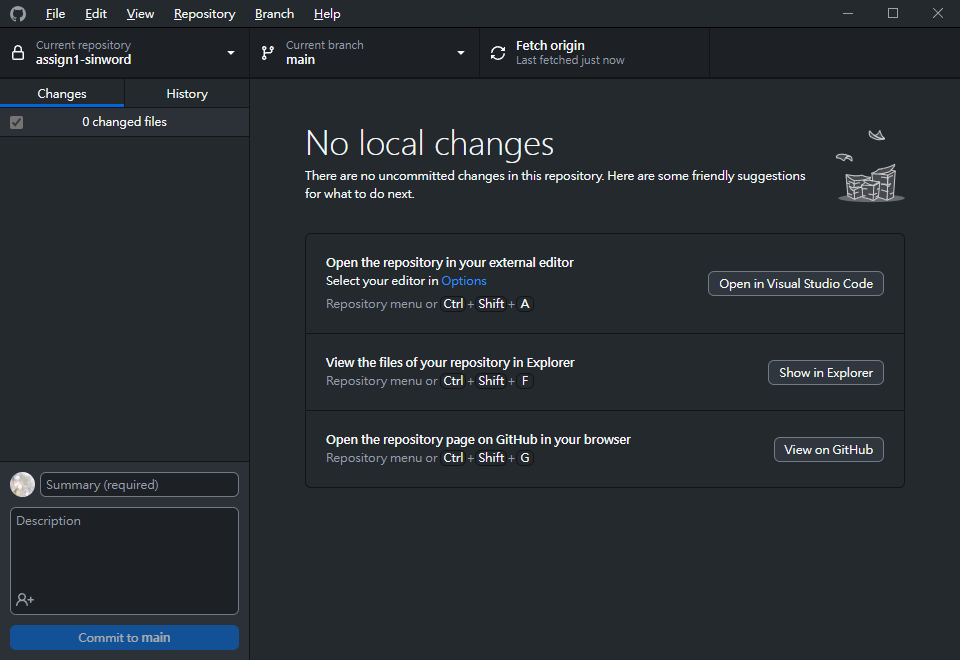 File Edit View Repository Branch Help
Current repository
assign1-sinword
Current branch
main
Fetch origin
Last fetched just now
Changes
History
0 changed files
No local changes
There are no uncommitted changes in this repository. Here are some friendly suggestions
for what to do next.
Open the repository in your external editor
Select your editor in Options
Repository menu or Ctrl + Shift + A
Open in Visual Studio Code
View the files of your repository in Explorer
Repository menu or Ctrl + Shift + F
Show in Explorer
Open the repository page on GitHub in your browser
Repository menu or Ctrl + Shift + G
View on GitHub
Summary (required)
Description
Commit to main